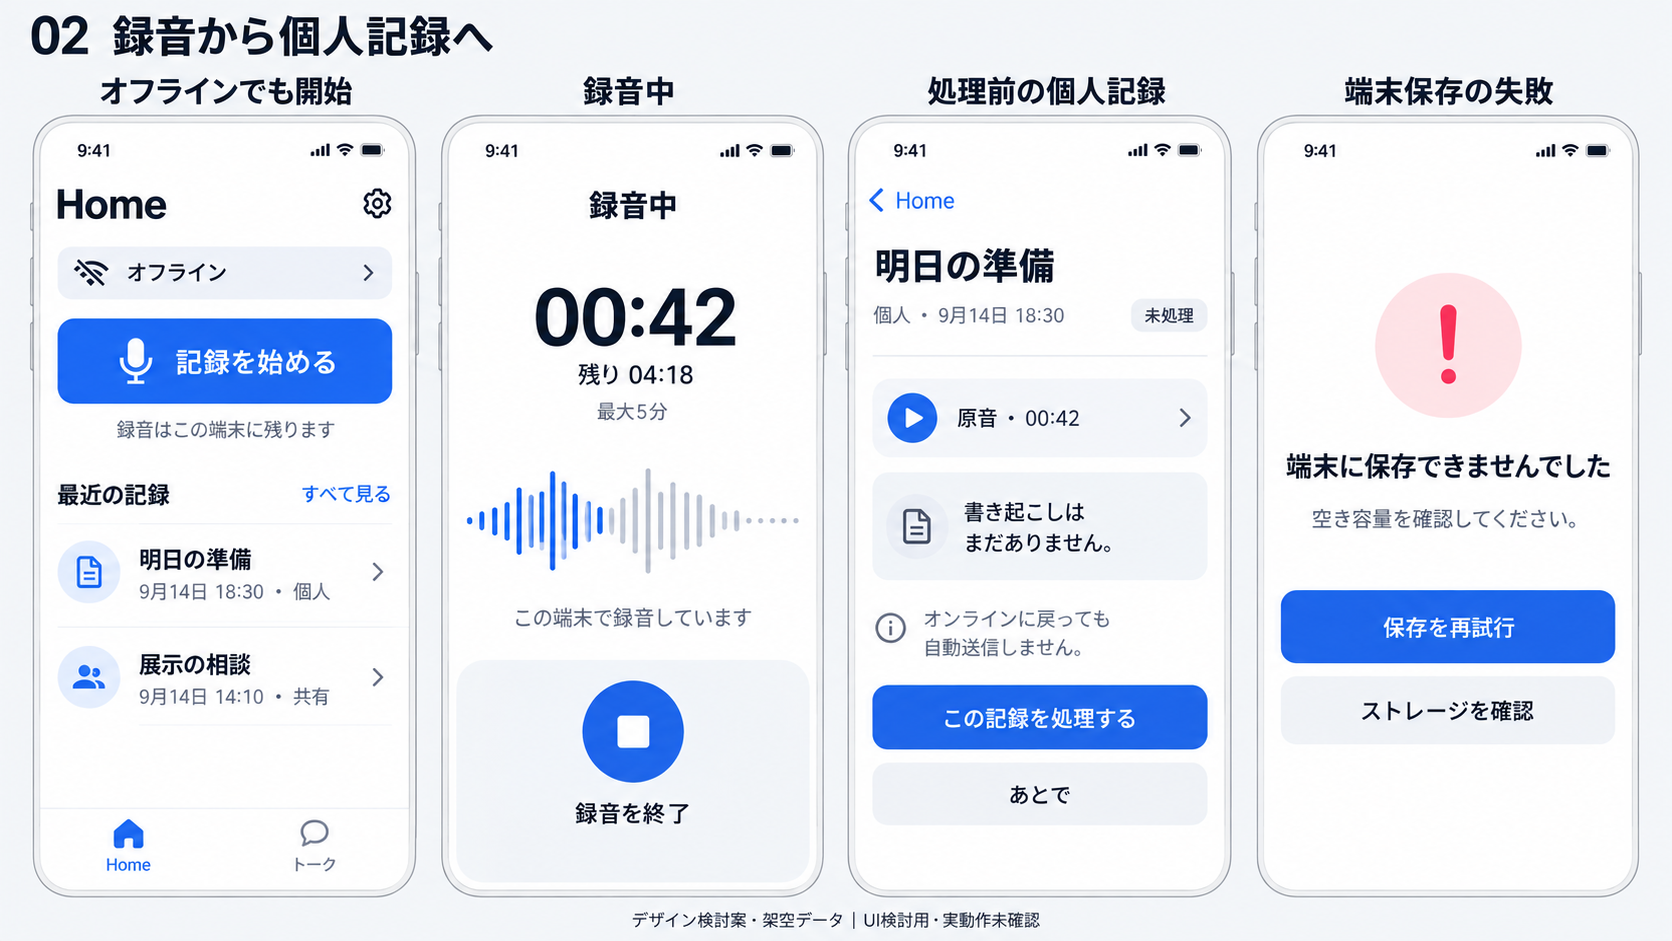 02 録音から個人記録へ
オフラインでも開始
9:41
Home
オフライン
記録を始める
録音はこの端末に残ります
最近の記録
すべて見る
明日の準備
9月14日 18:30 ・ 個人
展示の相談
9月14日 14:10 ・ 共有
Home
トーク
録音中
9:41
録音中
00:42
残り 04:18
最大5分
この端末で録音しています
録音を終了
処理前の個人記録
9:41
Home
明日の準備
個人 ・ 9月14日 18:30
未処理
原音 ・ 00:42
書き起こしは
まだありません。
オンラインに戻っても
自動送信しません。
この記録を処理する
あとで
端末保存の失敗
9:41
端末に保存できませんでした
空き容量を確認してください。
保存を再試行
ストレージを確認
デザイン検討案・架空データ｜UI検討用・実動作未確認